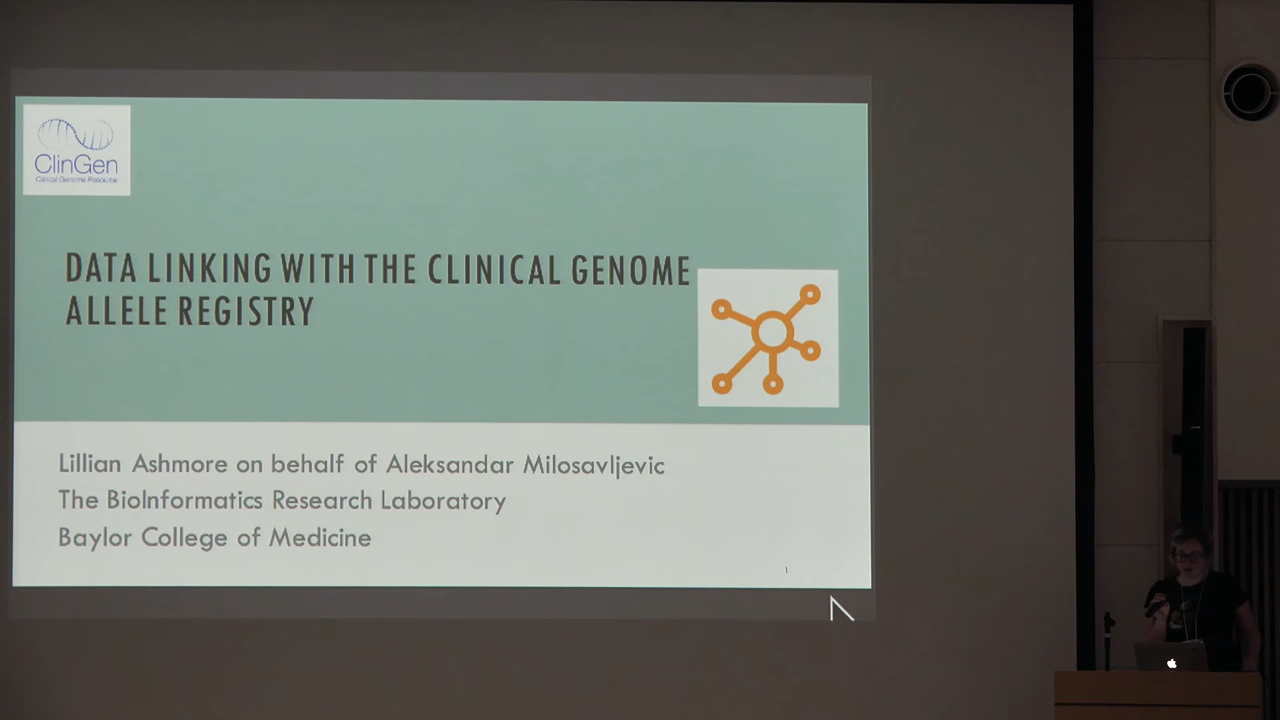 ClinGen
Clinical Genome Resource
DATA LINKING WITH THE CLINICAL GENOME
ALLELE REGISTRY
Lillian Ashmore on behalf of Aleksandar Milosavljevic
The BioInformatics Research Laboratory
Baylor College of Medicine
1